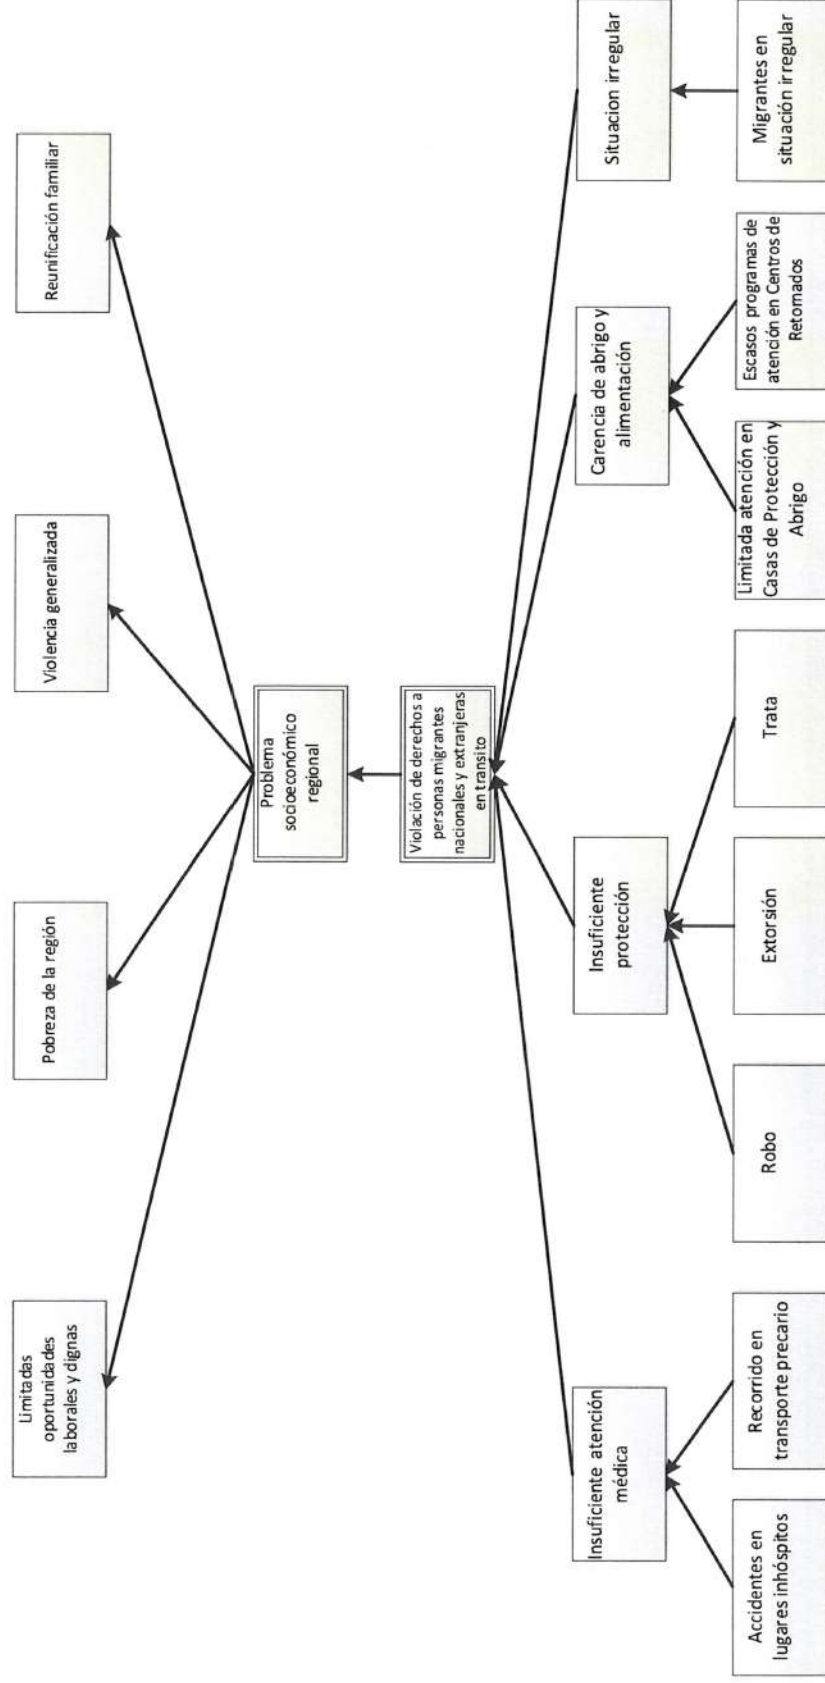 Limitadas
oportunidades
laborales y dignas
Pobreza de la región
Violencia generalizada
Reunificación familiar
Problema
socioeconómico
regional
Violación de derechos a
personas migrantes
nacionales y extranjeras
en transito
Insuficiente atención
médica
Insuficiente
protección
Carencia de abrigo y
alimentación
Situacion irregular
Accidentes en
lugares inhóspitos
Recorrido en
transporte precario
Robo
Extorsión
Trata
Limitada atención en
Casas de Protección y
Abrigo
Escasos programas de
atención en Centros de
Retornados
Migrantes en
situación irregular